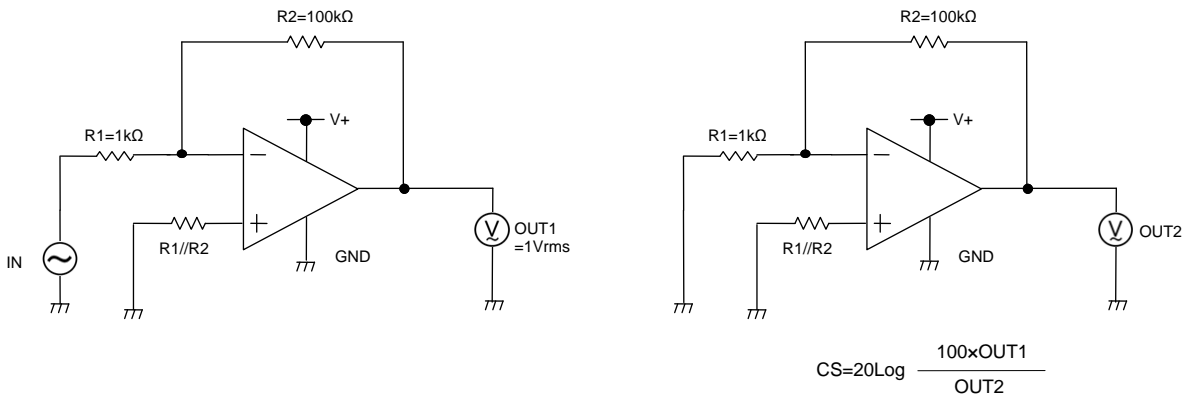 R2=100kΩ
V+
R1=1kΩ
−
+
R1//R2
IN
GND
V
OUT1
=1Vrms
R2=100kΩ
V+
R1=1kΩ
−
+
R1//R2
GND
V
OUT2
CS=20Log
100×OUT1
OUT2